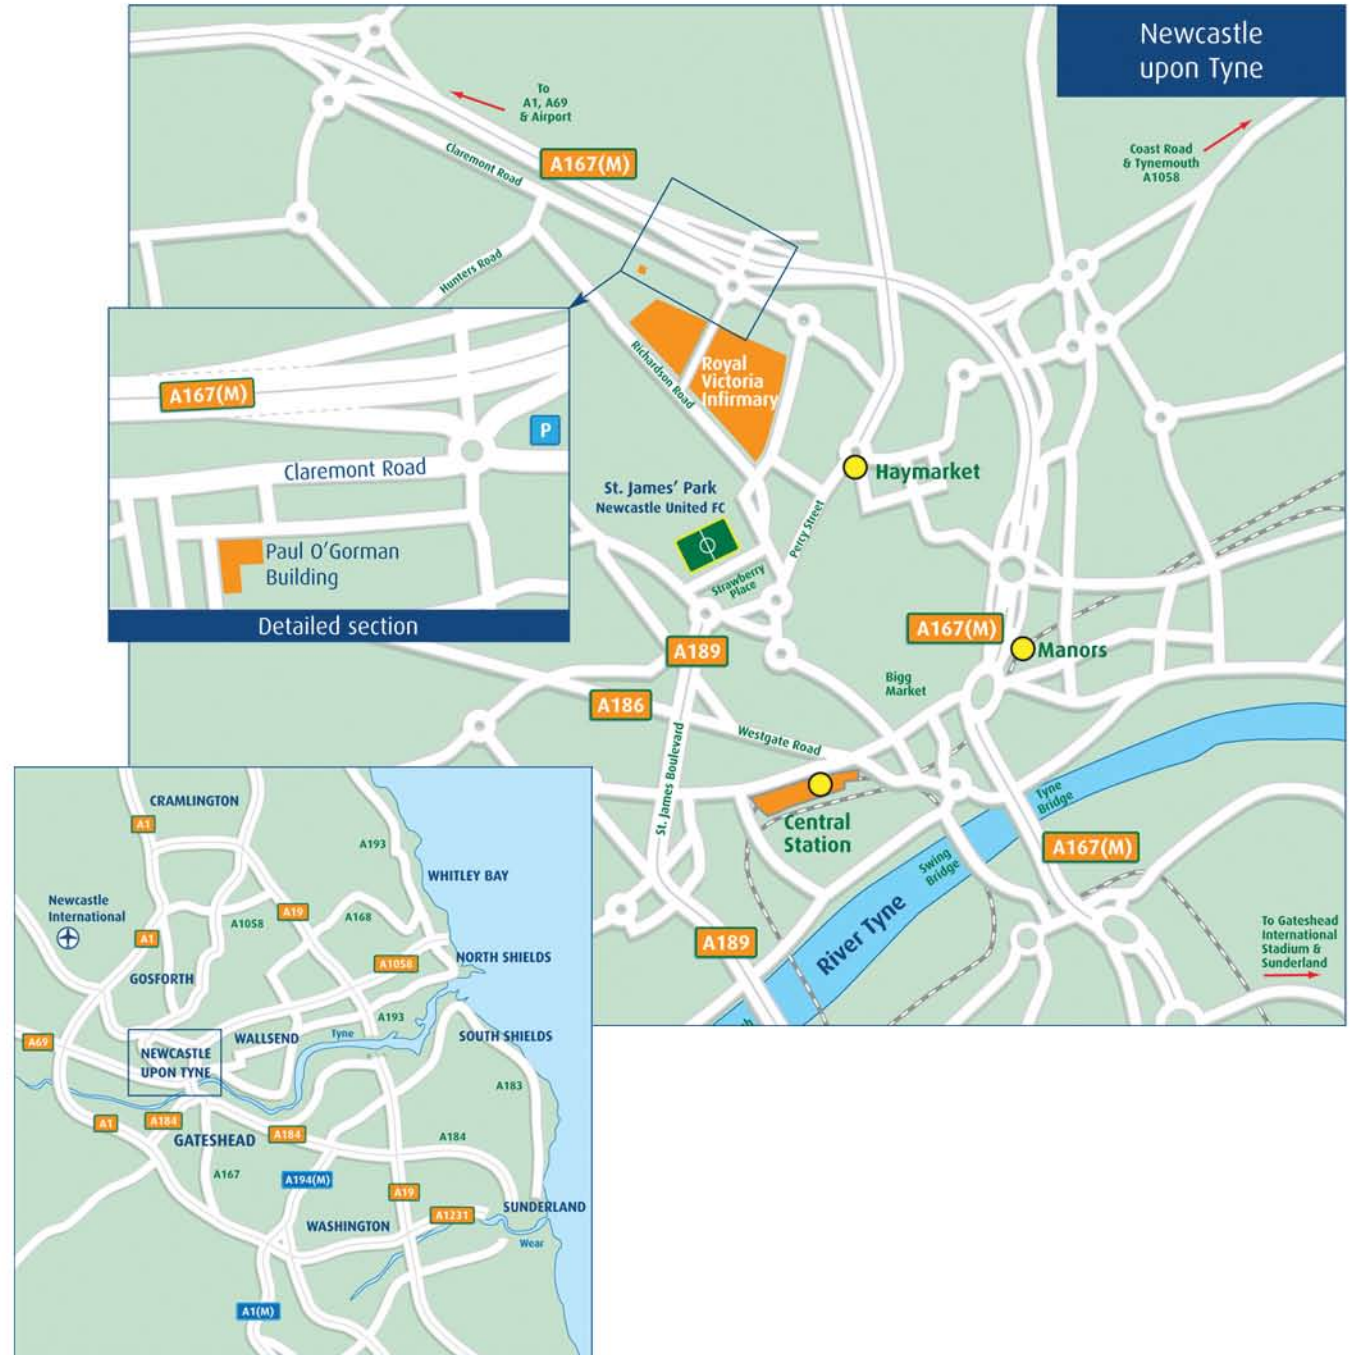 Newcastle
upon Tyne
To
A1, A69
& Airport
A167(M)
Claremont Road
Coast Road
& Tynemouth
A1058
Hunters Road
Richardson Road
Royal
Victoria
Infirmary
A167(M)
P
Claremont Road
Paul O'Gorman
Building
Detailed section
St. James' Park
Newcastle United FC
Haymarket
Percy Street
Strawberry
Place
A167(M)
Manors
A189
A186
Bigg
Market
Westgate Road
St. James Boulevard
Central
Station
Tyne
Bridge
Swing
Bridge
A167(M)
River Tyne
A189
To Gateshead
International
Stadium &
Sunderland
CRAMLINGTON
A1
A193
WHITLEY BAY
Newcastle
International
A1058
A19
A168
A1
GOSFORTH
A1058
NORTH SHIELDS
A193
A69
WALLSEND
Tyne
SOUTH SHIELDS
NEWCASTLE
UPON TYNE
A183
A1
A184
GATESHEAD
A184
A184
A167
A194(M)
A19
SUNDERLAND
WASHINGTON
A1231
Wear
A1(M)